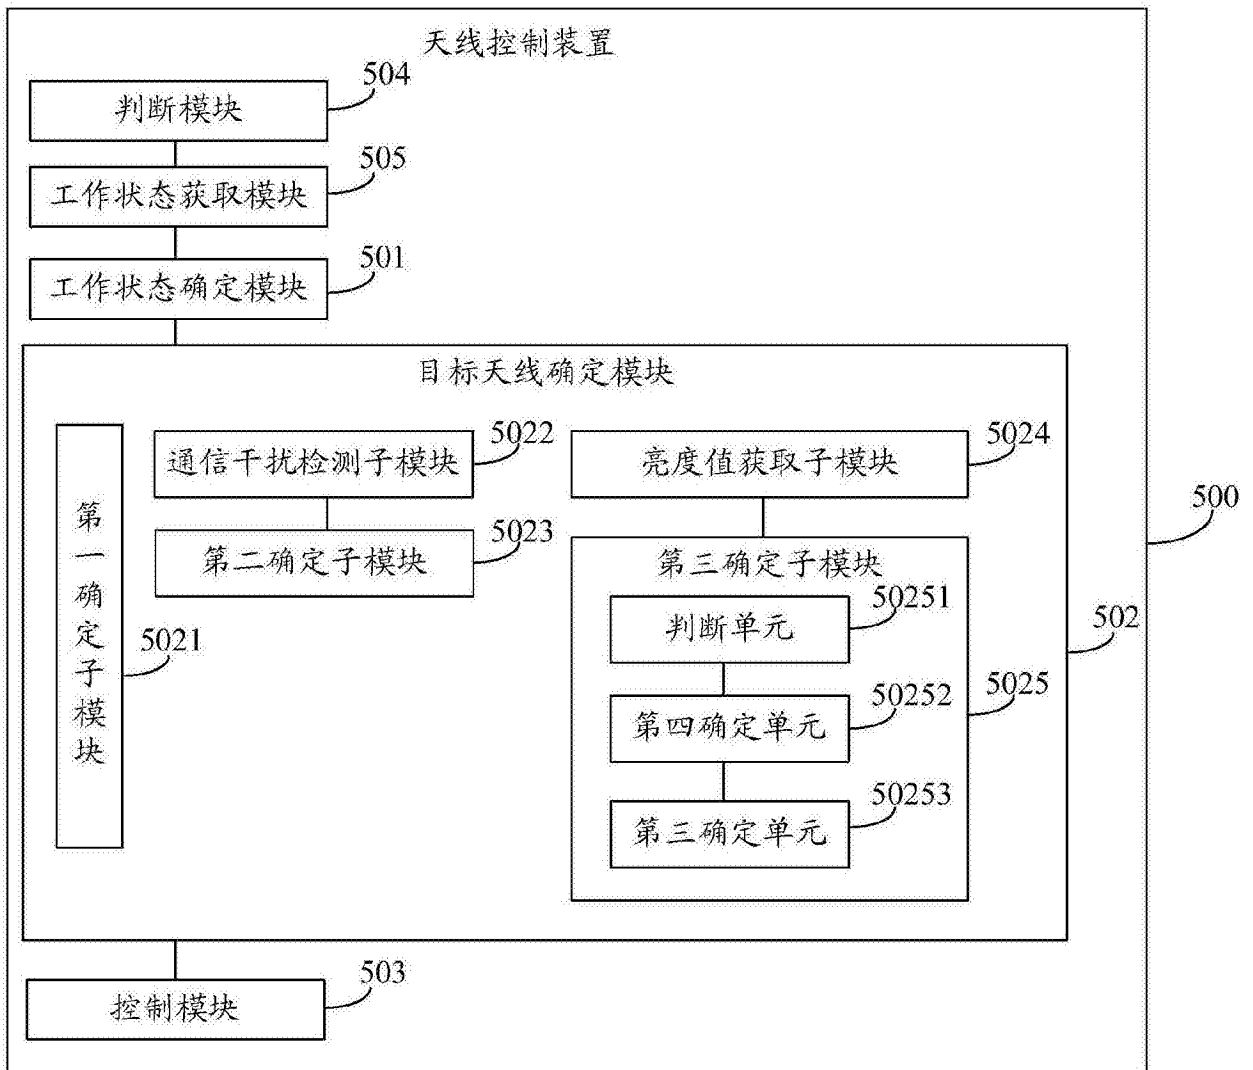 天线控制装置
504
判断模块
505
工作状态获取模块
501
工作状态确定模块
目标天线确定模块
第一确定子模块
5021
5022
通信干扰检测子模块
5023
第二确定子模块
5024
亮度值获取子模块
第三确定子模块
50251
判断单元
50252
第四确定单元
50253
第三确定单元
5025
502
500
503
控制模块